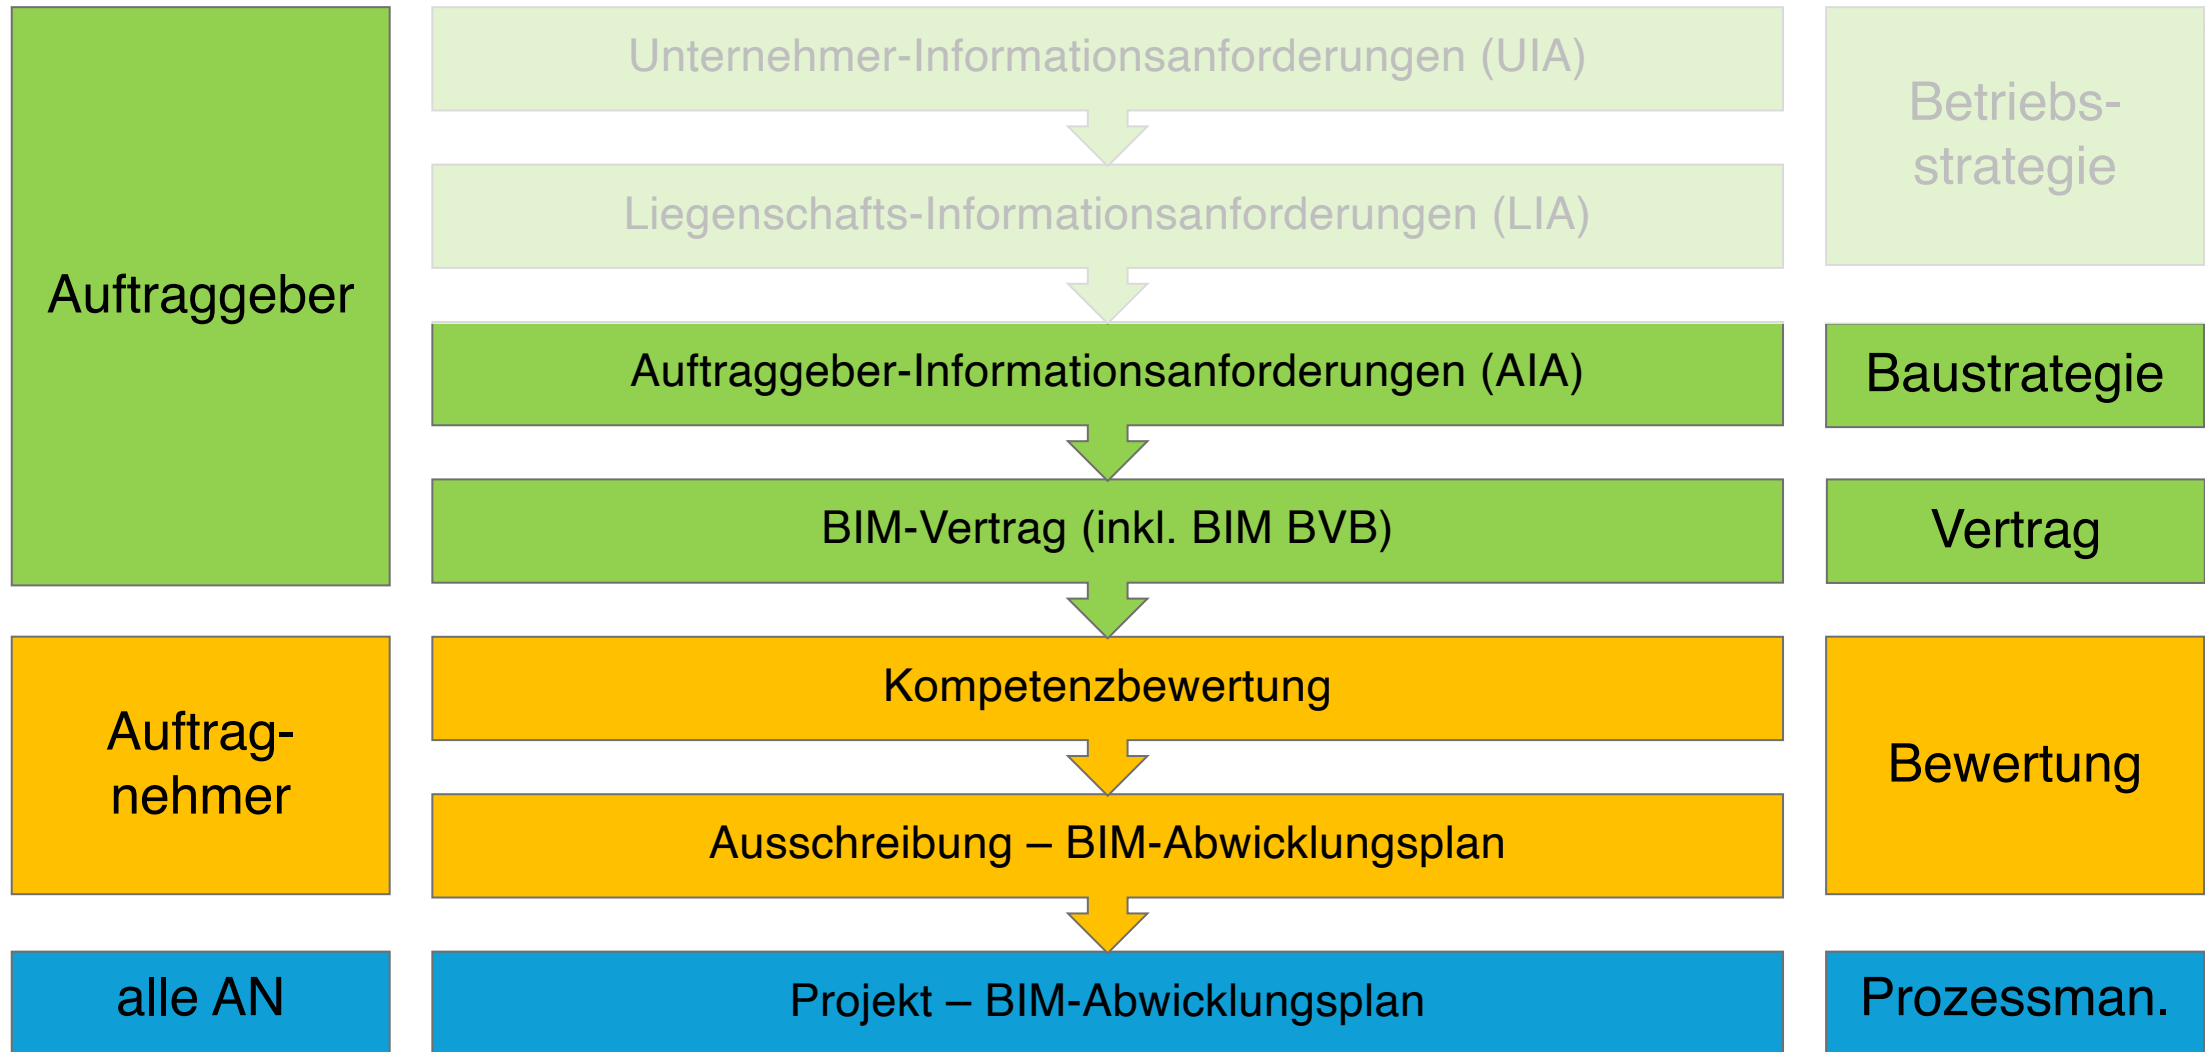 Auftraggeber
Unternehmer-Informationsanforderungen (UIA)
Liegenschafts-Informationsanforderungen (LIA)
Betriebs-
strategie
Auftraggeber-Informationsanforderungen (AIA)
Baustrategie
BIM-Vertrag (inkl. BIM BVB)
Vertrag
Auftrag-
nehmer
Kompetenzbewertung
Ausschreibung – BIM-Abwicklungsplan
Bewertung
alle AN
Projekt – BIM-Abwicklungsplan
Prozessman.